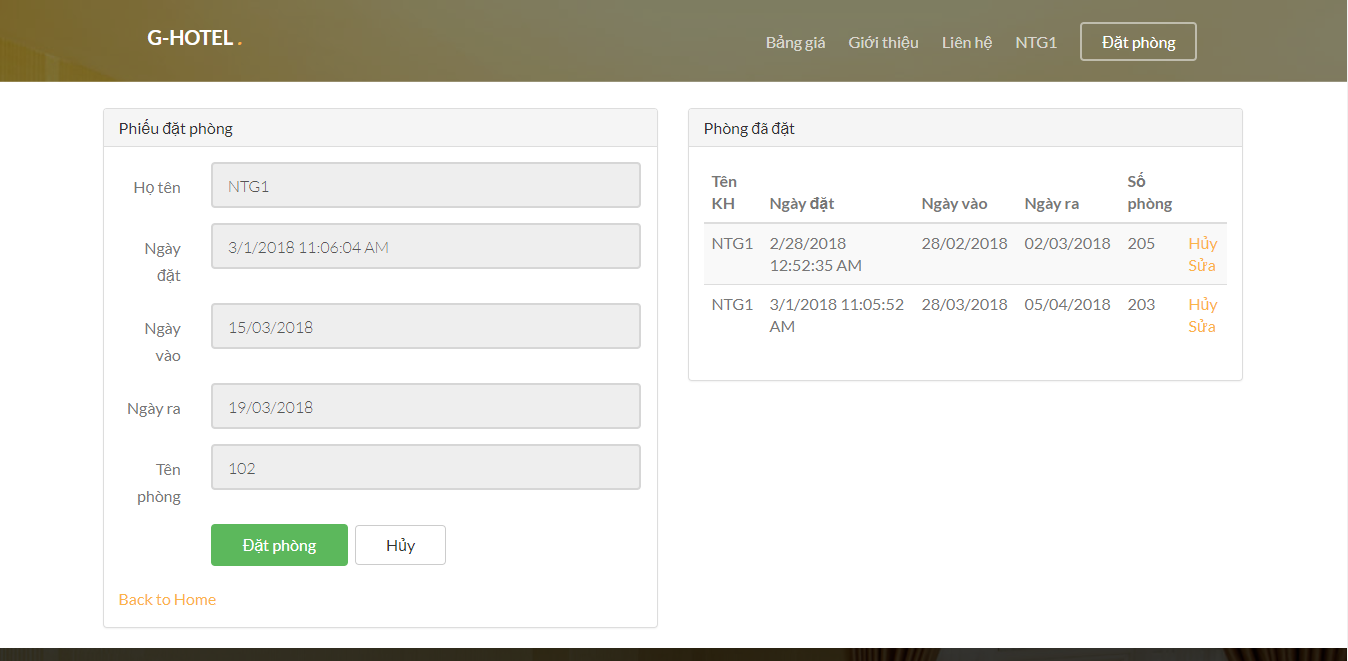 G-HOTEL .
Bảng giá Giới thiệu Liên hệ NTG1 Đặt phòng
Phiếu đặt phòng
Họ tên
NTG1
Ngày
đặt
3/1/2018 11:06:04 AM
Ngày
vào
15/03/2018
Ngày ra
19/03/2018
Tên
phòng
102
Đặt phòng Hủy
Back to Home
Phòng đã đặt
Tên
KH
Ngày đặt
Ngày vào
Ngày ra
Số
phòng
NTG1
2/28/2018
12:52:35 AM
28/02/2018
02/03/2018
205
Hủy
Sửa
NTG1
3/1/2018 11:05:52
AM
28/03/2018
05/04/2018
203
Hủy
Sửa